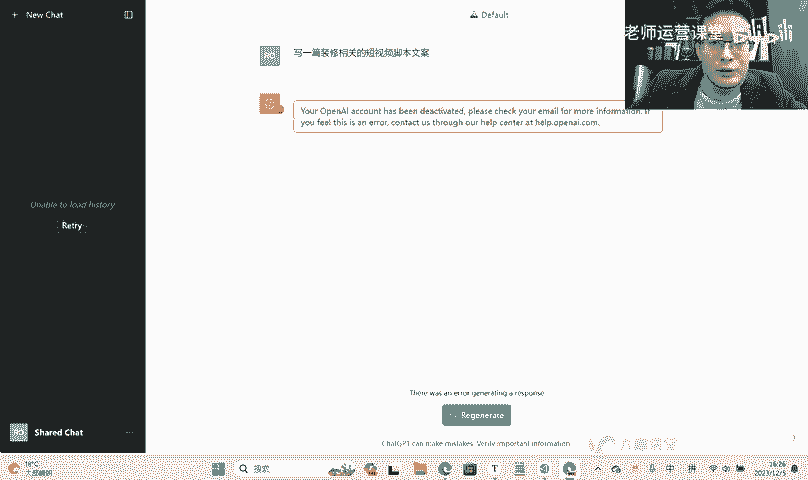 New Chat
Default
老师运营课堂
写一篇装修相关的短视频脚本文案
Your OpenAI account has been deactivated, please check your email for more information. If
you feel this is an error, contact us through our help center at help.openai.com.
Unable to load history
Retry
There was an error generating a response
Regenerate
Shared Chat
ChatGPT can make mistakes. Verify important information.
搜索
中
拼
16:26